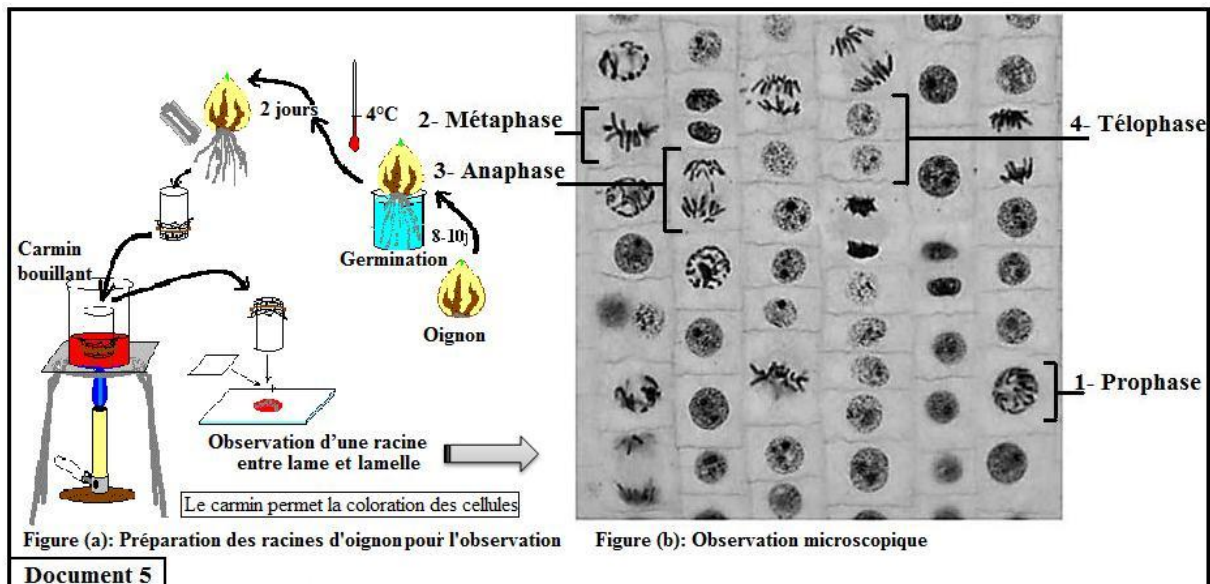 2 jours
4°C
2- Métaphase
3- Anaphase
4- Télophase
8-10j
Germination
Carmin
bouillant
Oignon
1- Prophase
Observation d'une racine
entre lame et lamelle
Le carmin permet la coloration des cellules
Figure (a): Préparation des racines d'oignon pour l'observation
Figure (b): Observation microscopique
Document 5